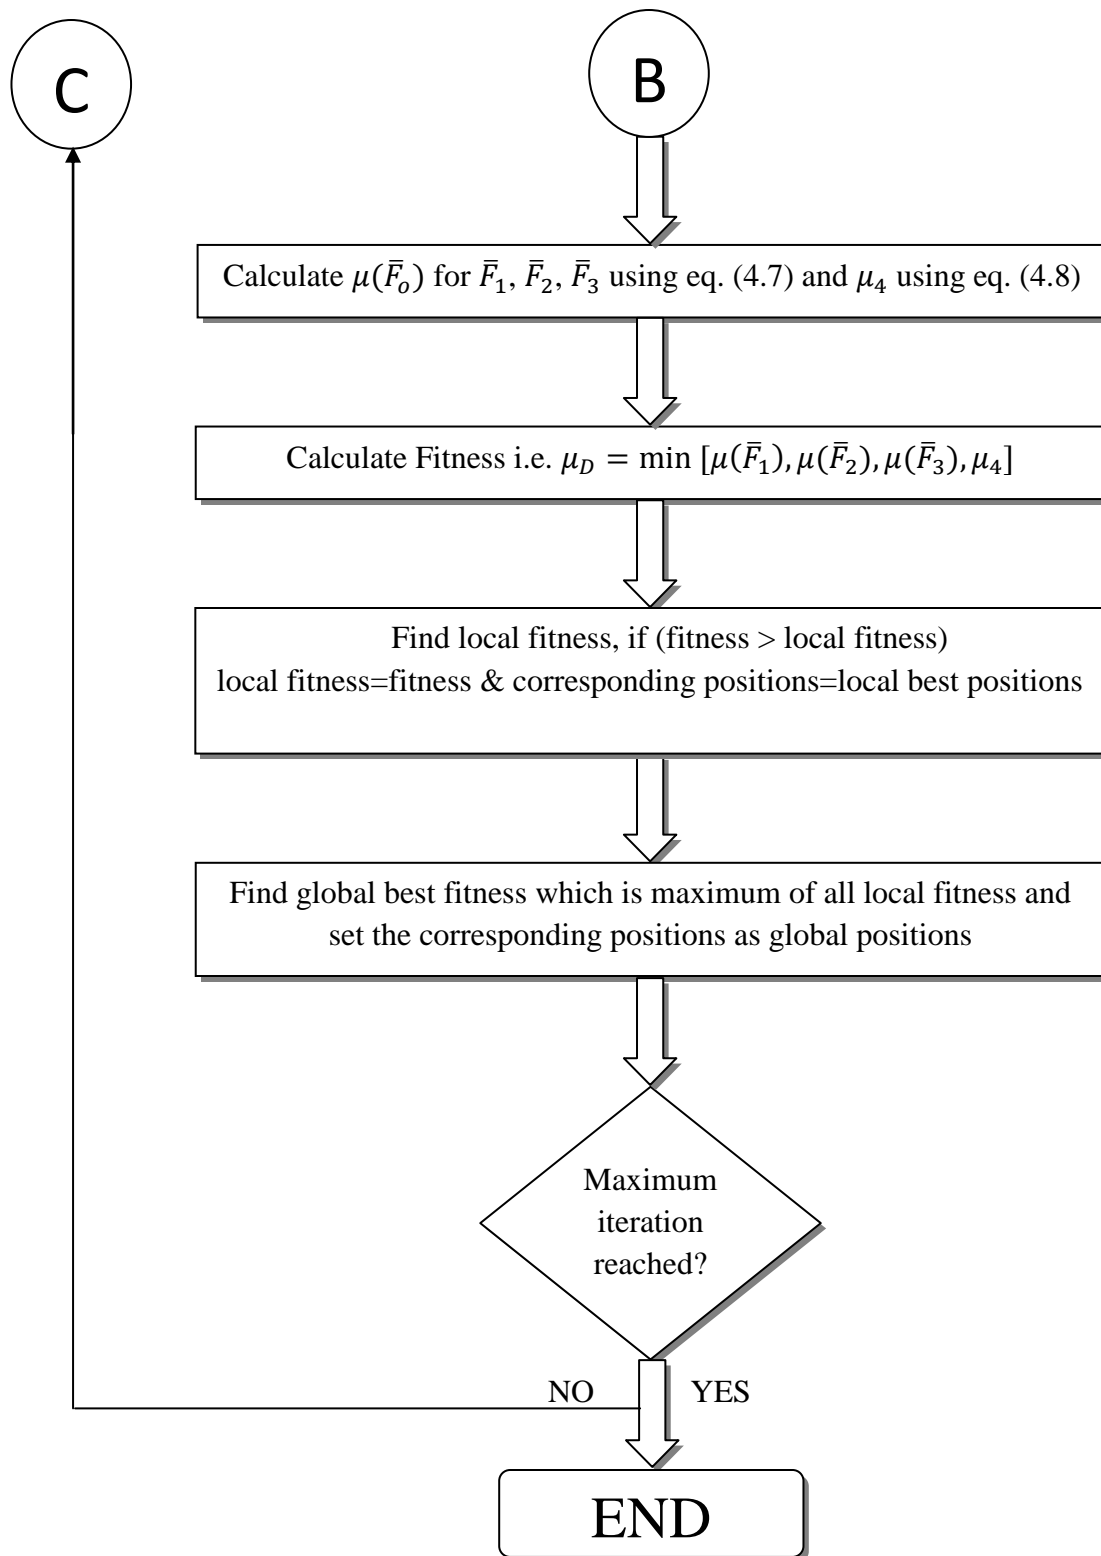 C
B
Calculate 𝜇(F̄ₒ) for F̄₁, F̄₂, F̄₃ using eq. (4.7) and 𝜇₄ using eq. (4.8)
Calculate Fitness i.e. 𝜇_D = min [𝜇(F̄₁), 𝜇(F̄₂), 𝜇(F̄₃), 𝜇₄]
Find local fitness, if (fitness > local fitness)
local fitness=fitness & corresponding positions=local best positions
Find global best fitness which is maximum of all local fitness and
set the corresponding positions as global positions
Maximum
iteration
reached?
NO YES
END